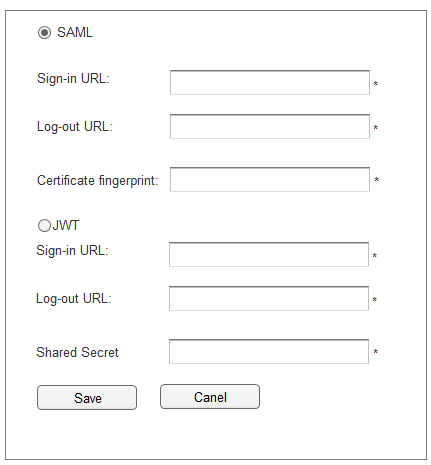 SAML
Sign-in URL: *
Log-out URL: *
Certificate fingerprint: *
JWT
Sign-in URL: *
Log-out URL: *
Shared Secret *
Save Canel